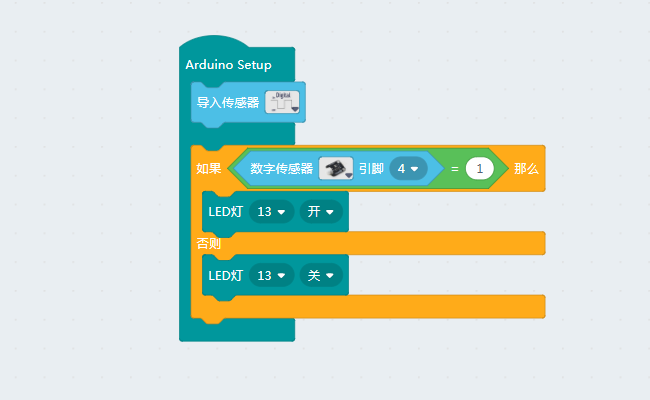 Arduino Setup
导入传感器 Digital
如果 数字传感器 引脚 4 = 1 那么
LED灯 13 开
否则
LED灯 13 关